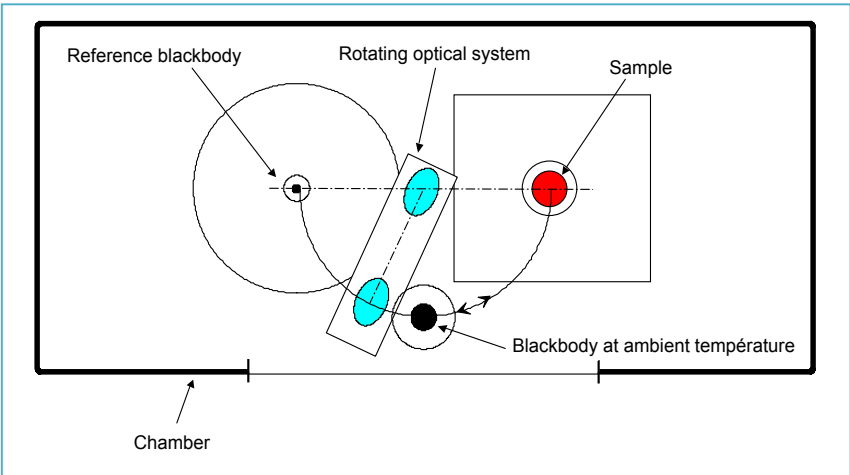 Reference blackbody
Rotating optical system
Sample
Blackbody at ambient température
Chamber